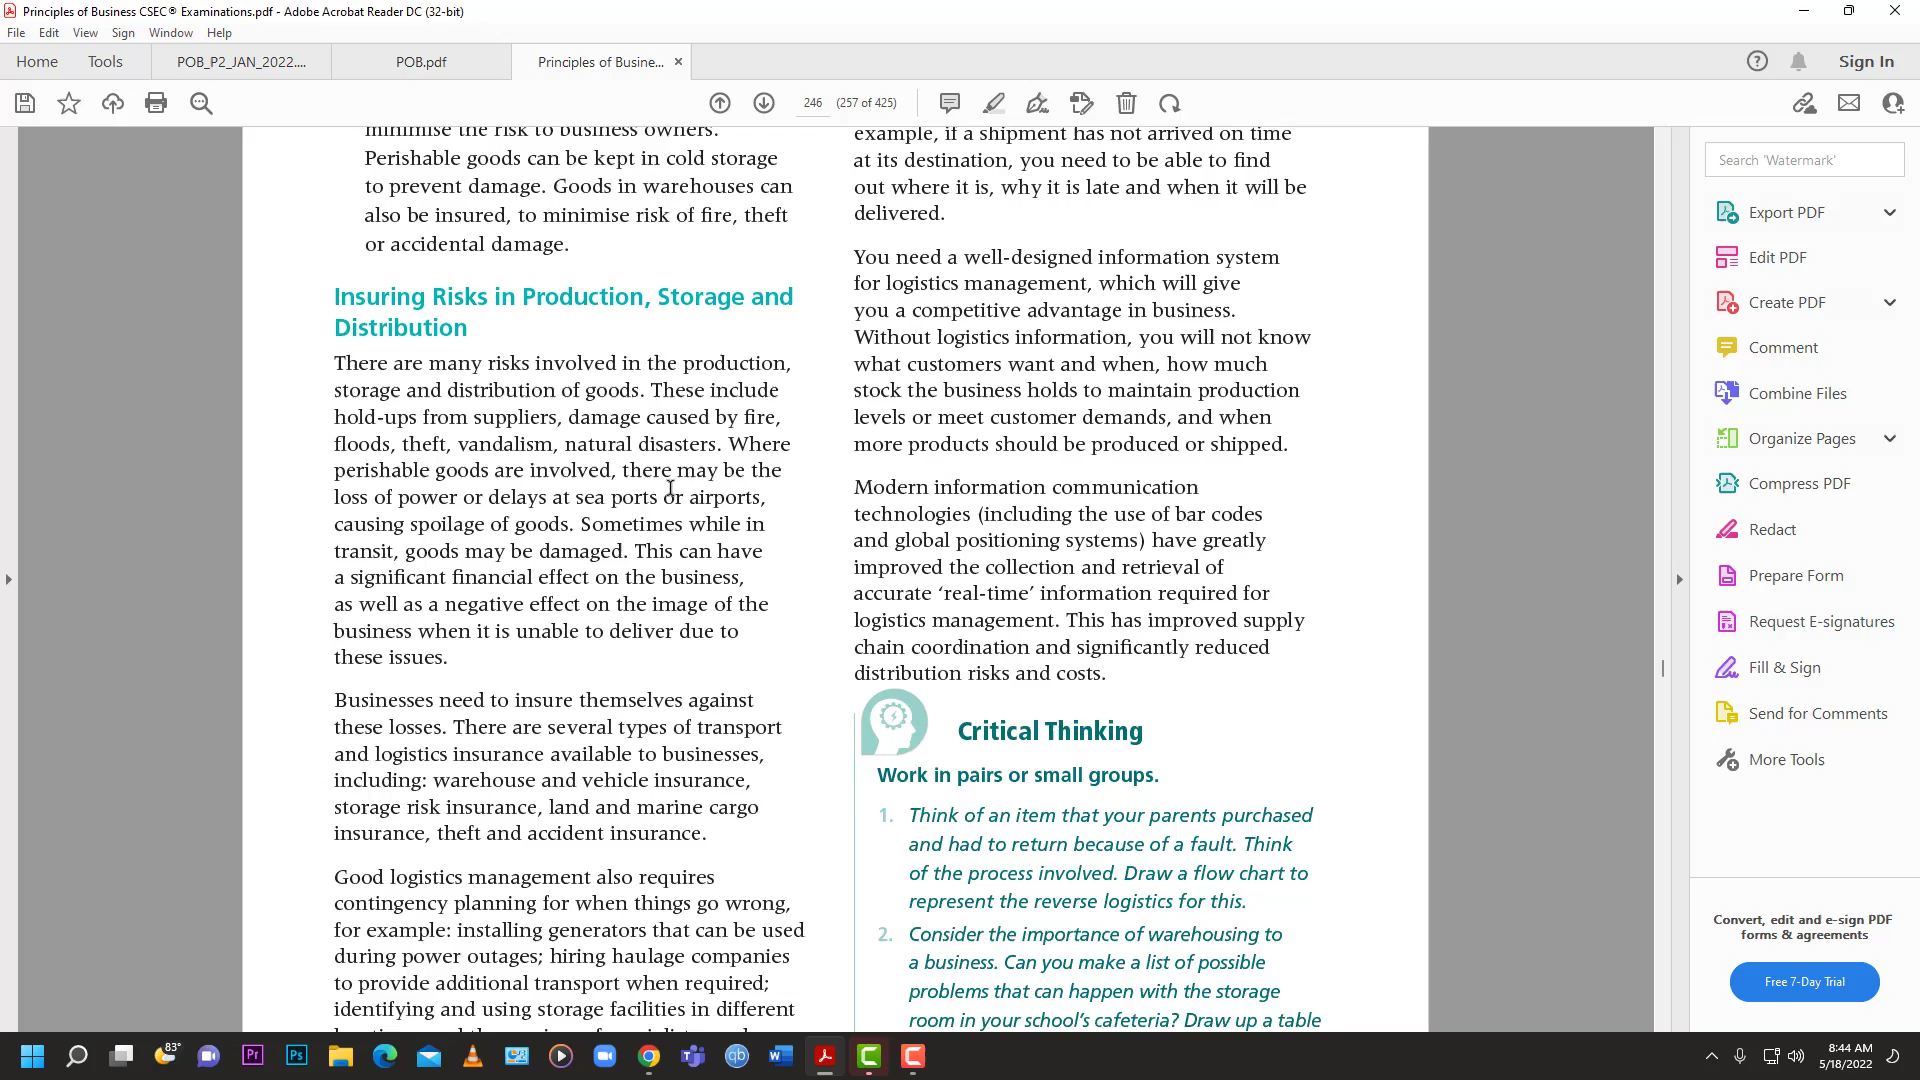 Principles of Business CSEC® Examinations.pdf - Adobe Acrobat Reader DC (32-bit)
File Edit View Sign Window Help
Home Tools POB_P2_JAN_2022.... POB.pdf Principles of Busine... × Sign In
246 (257 of 425)
minimise the risk to business owners.
Perishable goods can be kept in cold storage
to prevent damage. Goods in warehouses can
also be insured, to minimise risk of fire, theft
or accidental damage.
Insuring Risks in Production, Storage and
Distribution
There are many risks involved in the production,
storage and distribution of goods. These include
hold-ups from suppliers, damage caused by fire,
floods, theft, vandalism, natural disasters. Where
perishable goods are involved, there may be the
loss of power or delays at sea ports or airports,
causing spoilage of goods. Sometimes while in
transit, goods may be damaged. This can have
a significant financial effect on the business,
as well as a negative effect on the image of the
business when it is unable to deliver due to
these issues.
Businesses need to insure themselves against
these losses. There are several types of transport
and logistics insurance available to businesses,
including: warehouse and vehicle insurance,
storage risk insurance, land and marine cargo
insurance, theft and accident insurance.
Good logistics management also requires
contingency planning for when things go wrong,
for example: installing generators that can be used
during power outages; hiring haulage companies
to provide additional transport when required;
identifying and using storage facilities in different
example, if a shipment has not arrived on time
at its destination, you need to be able to find
out where it is, why it is late and when it will be
delivered.
You need a well-designed information system
for logistics management, which will give
you a competitive advantage in business.
Without logistics information, you will not know
what customers want and when, how much
stock the business holds to maintain production
levels or meet customer demands, and when
more products should be produced or shipped.
Modern information communication
technologies (including the use of bar codes
and global positioning systems) have greatly
improved the collection and retrieval of
accurate ‘real-time’ information required for
logistics management. This has improved supply
chain coordination and significantly reduced
distribution risks and costs.
Critical Thinking
Work in pairs or small groups.
1. Think of an item that your parents purchased
and had to return because of a fault. Think
of the process involved. Draw a flow chart to
represent the reverse logistics for this.
2. Consider the importance of warehousing to
a business. Can you make a list of possible
problems that can happen with the storage
room in your school's cafeteria? Draw up a table
Search 'Watermark'
Export PDF
Edit PDF
Create PDF
Comment
Combine Files
Organize Pages
Compress PDF
Redact
Prepare Form
Request E-signatures
Fill & Sign
Send for Comments
More Tools
Convert, edit and e-sign PDF
forms & agreements
Free 7-Day Trial
83°
Pr
Ps
qb
8:44 AM
5/18/2022